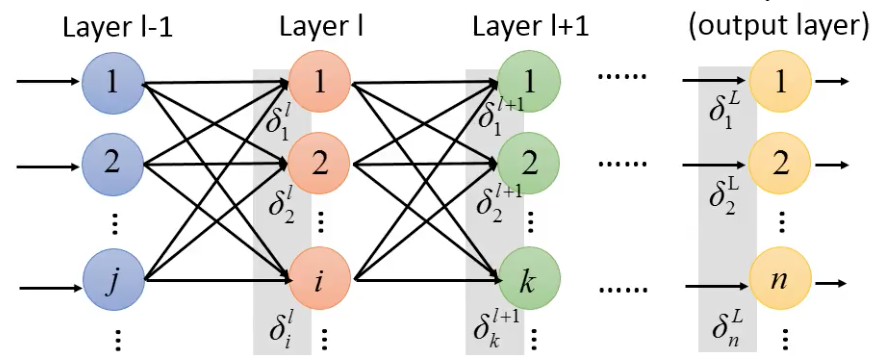 Layer l-1 Layer l Layer l+1 (output layer)
1 1 1 ...... 1
δ_1^l δ_1^{l+1} δ_1^L
2 2 2 ...... 2
δ_2^l δ_2^{l+1} δ_2^L
⋮ ⋮ ⋮ ⋮
j i k ...... n
δ_i^l δ_k^{l+1} δ_n^L
⋮ ⋮ ⋮ ⋮